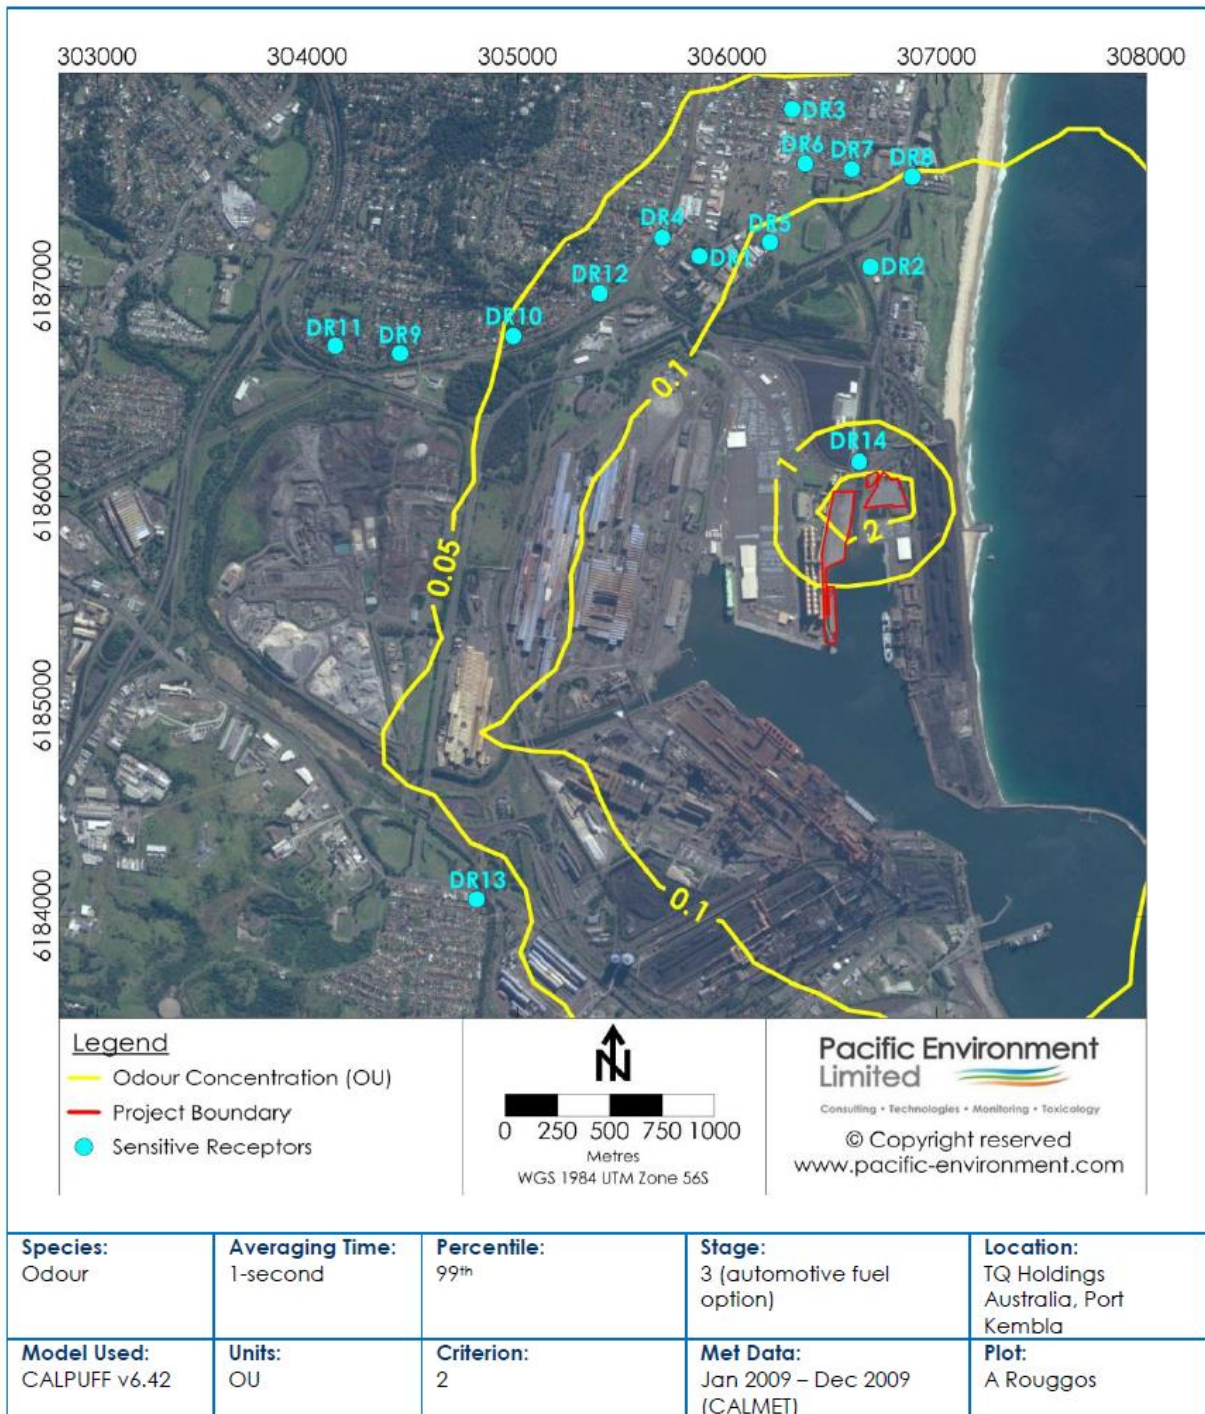 303000 304000 305000 306000 307000 308000
DR3
DR6 DR7
DR8
DR4
DR5
DR1
DR2
6187000
DR12
DR10
DR11
DR9
0.1
DR14
1
6186000
2
0.05
6185000
DR13
0.1
6184000
Legend
Odour Concentration (OU)
Project Boundary
Sensitive Receptors
N
0 250 500 750 1000
Metres
WGS 1984 UTM Zone 56S
Pacific Environment
Limited
Consulting • Technologies • Monitoring • Toxicology
© Copyright reserved
www.pacific-environment.com
Species:
Odour
Averaging Time:
1-second
Percentile:
99th
Stage:
3 (automotive fuel
option)
Location:
TQ Holdings
Australia, Port
Kembla
Model Used:
CALPUFF v6.42
Units:
OU
Criterion:
2
Met Data:
Jan 2009 – Dec 2009
(CALMET)
Plot:
A Rouggos